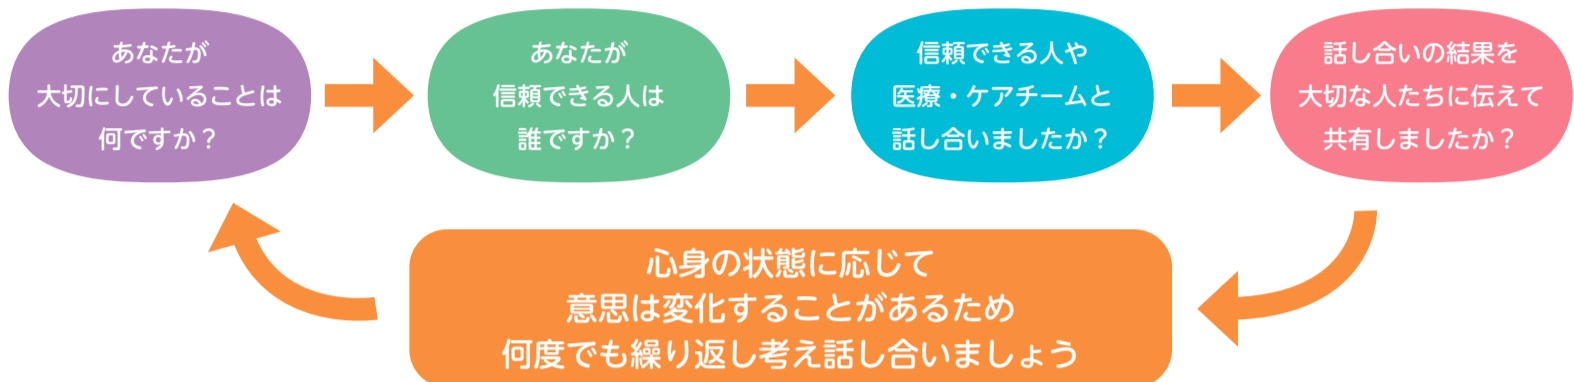 あなたが
大切にしていることは
何ですか？
あなたが
信頼できる人は
誰ですか？
信頼できる人や
医療・ケアチームと
話し合いましたか？
話し合いの結果を
大切な人たちに伝えて
共有しましたか？
心身の状態に応じて
意思は変化することがあるため
何度でも繰り返し考え話し合いましょう